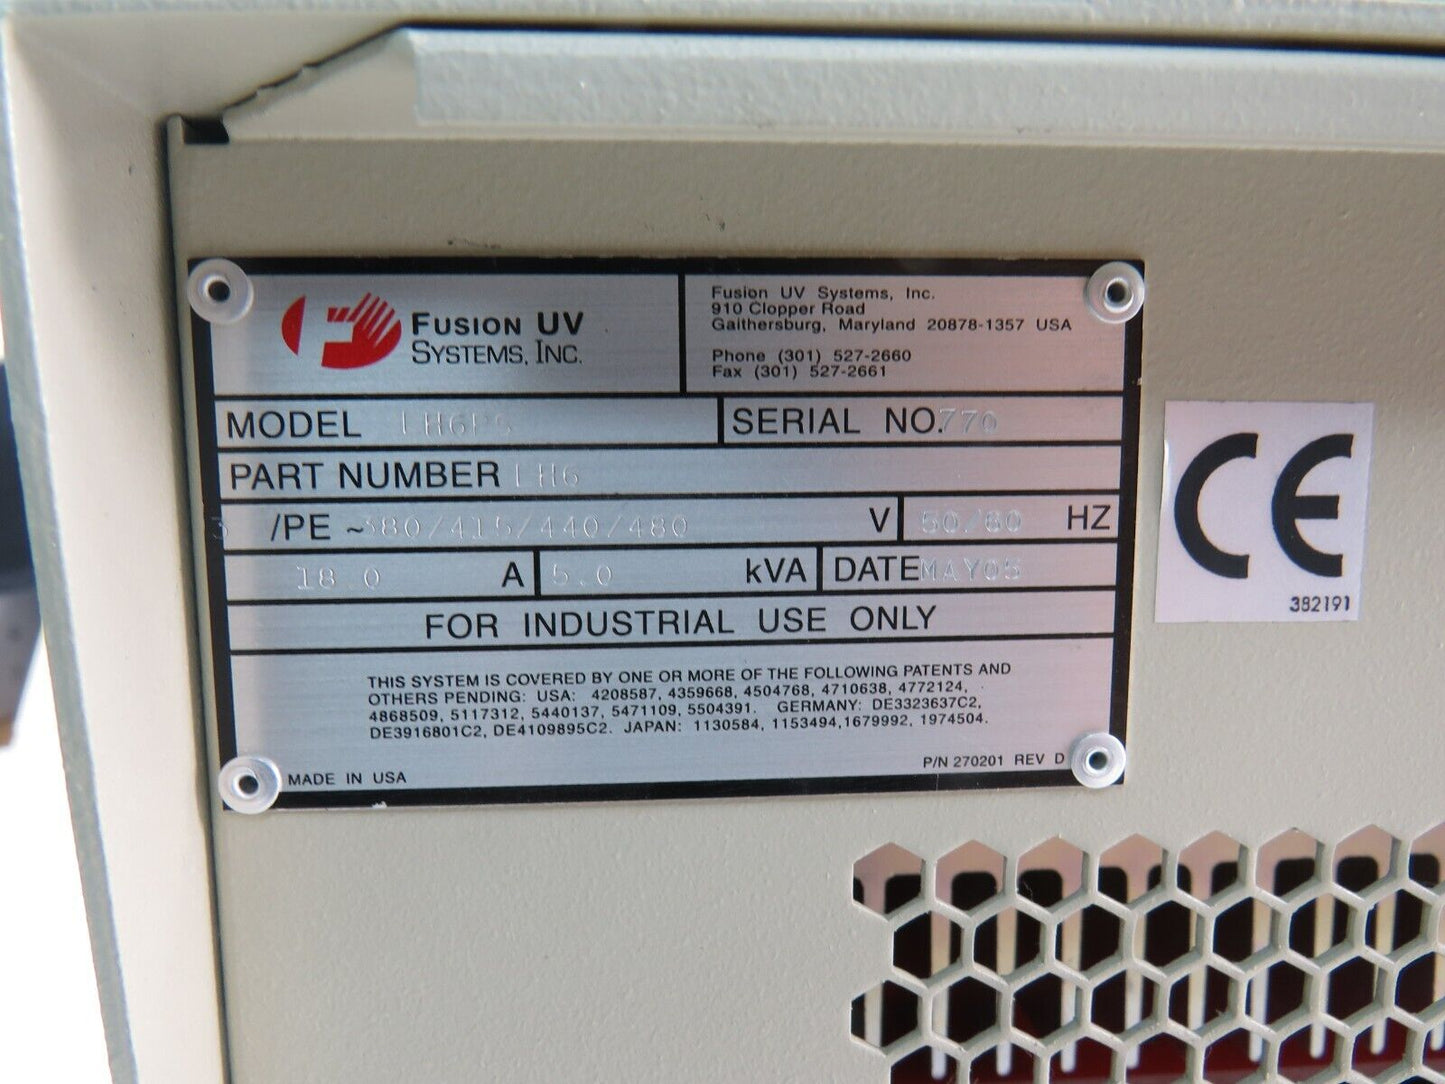 FUSION UV
SYSTEMS, INC.
Fusion UV Systems, Inc.
910 Clopper Road
Gaithersburg, Maryland 20878-1357 USA
Phone (301) 527-2660
Fax (301) 527-2661
MODEL LH6PS
SERIAL NO. 770
PART NUMBER LH6
3 /PE ~ 380/415/440/480 V 50/60 HZ
18.0 A 5.0 kVA DATE MAY05
FOR INDUSTRIAL USE ONLY
THIS SYSTEM IS COVERED BY ONE OR MORE OF THE FOLLOWING PATENTS AND
OTHERS PENDING: USA: 4208587, 4359668, 4504768, 4710638, 4772124,
4868509, 5117312, 5440137, 5471109, 5504391. GERMANY: DE3323637C2,
DE3916801C2, DE4109895C2. JAPAN: 1130584, 1153494,1679992, 1974504.
MADE IN USA
P/N 270201 REV D
CE
382191